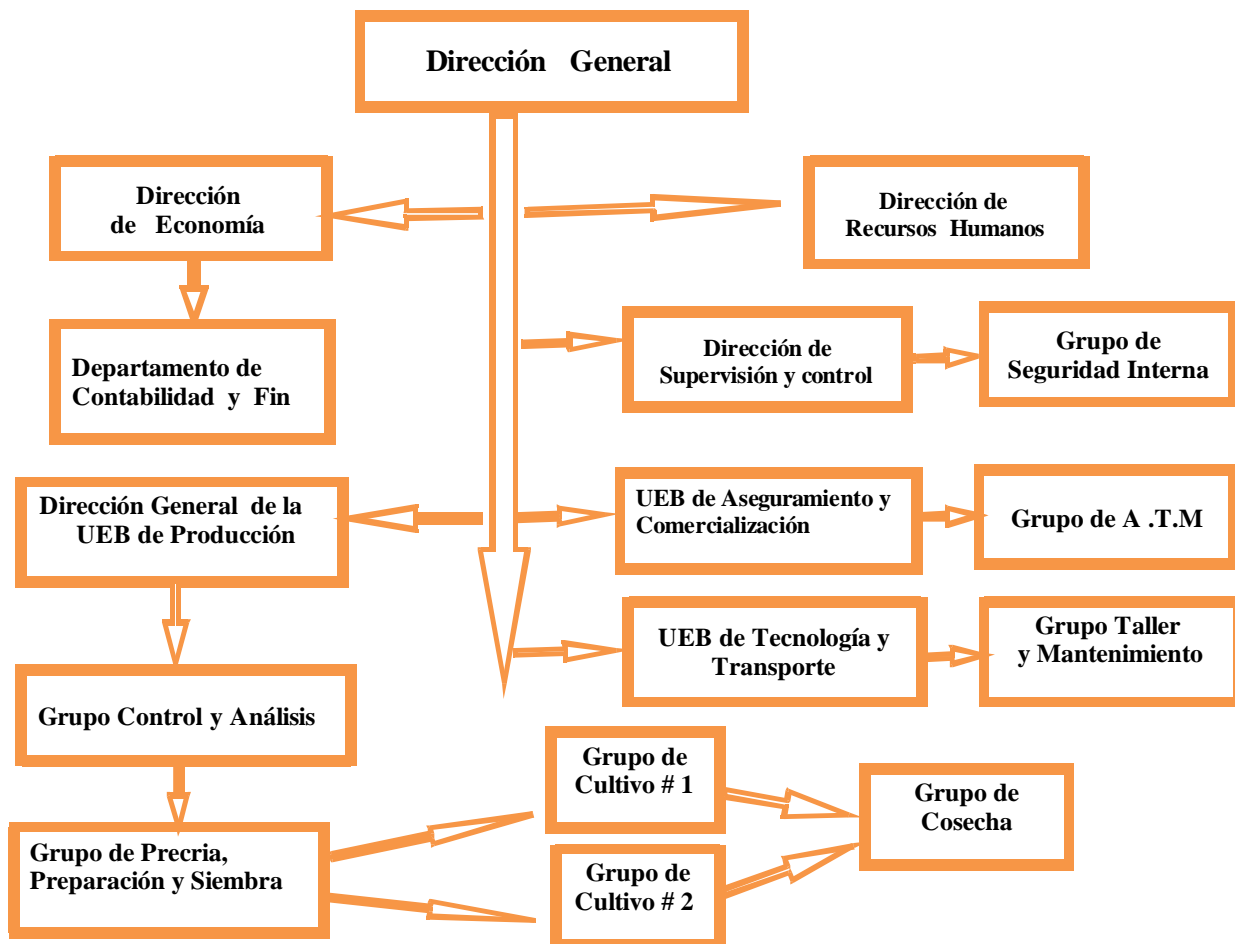 Dirección General
Dirección
de Economía
Dirección de
Recursos Humanos
Departamento de
Contabilidad y Fin
Dirección de
Supervisión y control
Grupo de
Seguridad Interna
Dirección General de la
UEB de Producción
UEB de Aseguramiento y
Comercialización
Grupo de A .T.M
UEB de Tecnología y
Transporte
Grupo Taller
y Mantenimiento
Grupo Control y Análisis
Grupo de
Cultivo # 1
Grupo de
Cosecha
Grupo de Precria,
Preparación y Siembra
Grupo de
Cultivo # 2